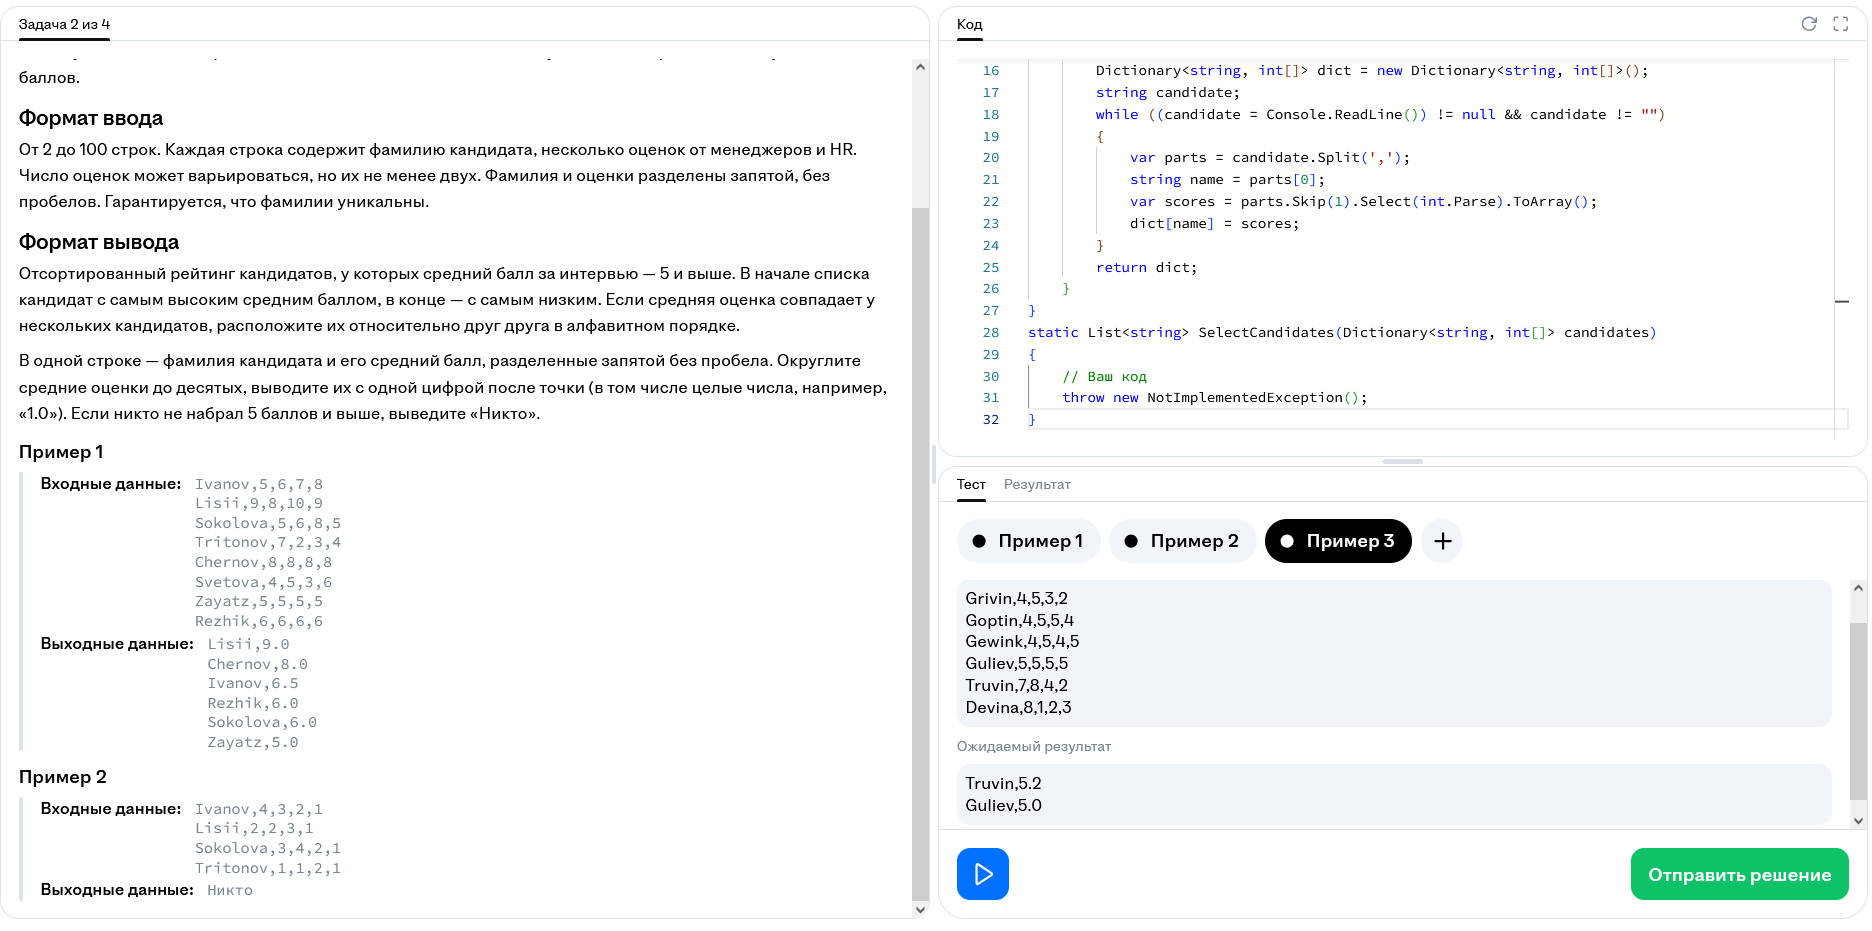 Задача 2 из 4
баллов.
Формат ввода
От 2 до 100 строк. Каждая строка содержит фамилию кандидата, несколько оценок от менеджеров и HR.
Число оценок может варьироваться, но их не менее двух. Фамилия и оценки разделены запятой, без
пробелов. Гарантируется, что фамилии уникальны.
Формат вывода
Отсортированный рейтинг кандидатов, у которых средний балл за интервью — 5 и выше. В начале списка
кандидат с самым высоким средним баллом, в конце — с самым низким. Если средняя оценка совпадает у
нескольких кандидатов, расположите их относительно друг друга в алфавитном порядке.
В одной строке — фамилия кандидата и его средний балл, разделенные запятой без пробела. Округлите
средние оценки до десятых, выводите их с одной цифрой после точки (в том числе целые числа, например,
«1.0»). Если никто не набрал 5 баллов и выше, выведите «Никто».
Пример 1
Входные данные: Ivanov,5,6,7,8
Lisii,9,8,10,9
Sokolova,5,6,8,5
Tritonov,7,2,3,4
Chernov,8,8,8,8
Svetova,4,5,3,6
Zayatz,5,5,5,5
Rezhik,6,6,6,6
Выходные данные: Lisii,9.0
Chernov,8.0
Ivanov,6.5
Rezhik,6.0
Sokolova,6.0
Zayatz,5.0
Пример 2
Входные данные: Ivanov,4,3,2,1
Lisii,2,2,3,1
Sokolova,3,4,2,1
Tritonov,1,1,2,1
Выходные данные: Никто
Код
16 Dictionary<string, int[]> dict = new Dictionary<string, int[]>();
17 string candidate;
18 while ((candidate = Console.ReadLine()) != null && candidate != "")
19 {
20 var parts = candidate.Split(',');
21 string name = parts[0];
22 var scores = parts.Skip(1).Select(int.Parse).ToArray();
23 dict[name] = scores;
24 }
25 return dict;
26 }
27 }
28 static List<string> SelectCandidates(Dictionary<string, int[]> candidates)
29 {
30 // Ваш код
31 throw new NotImplementedException();
32 }
Тест Результат
Пример 1 Пример 2 Пример 3 +
Grivin,4,5,3,2
Goptin,4,5,5,4
Gewink,4,5,4,5
Guliev,5,5,5,5
Truvin,7,8,4,2
Devina,8,1,2,3
Ожидаемый результат
Truvin,5.2
Guliev,5.0
Отправить решение